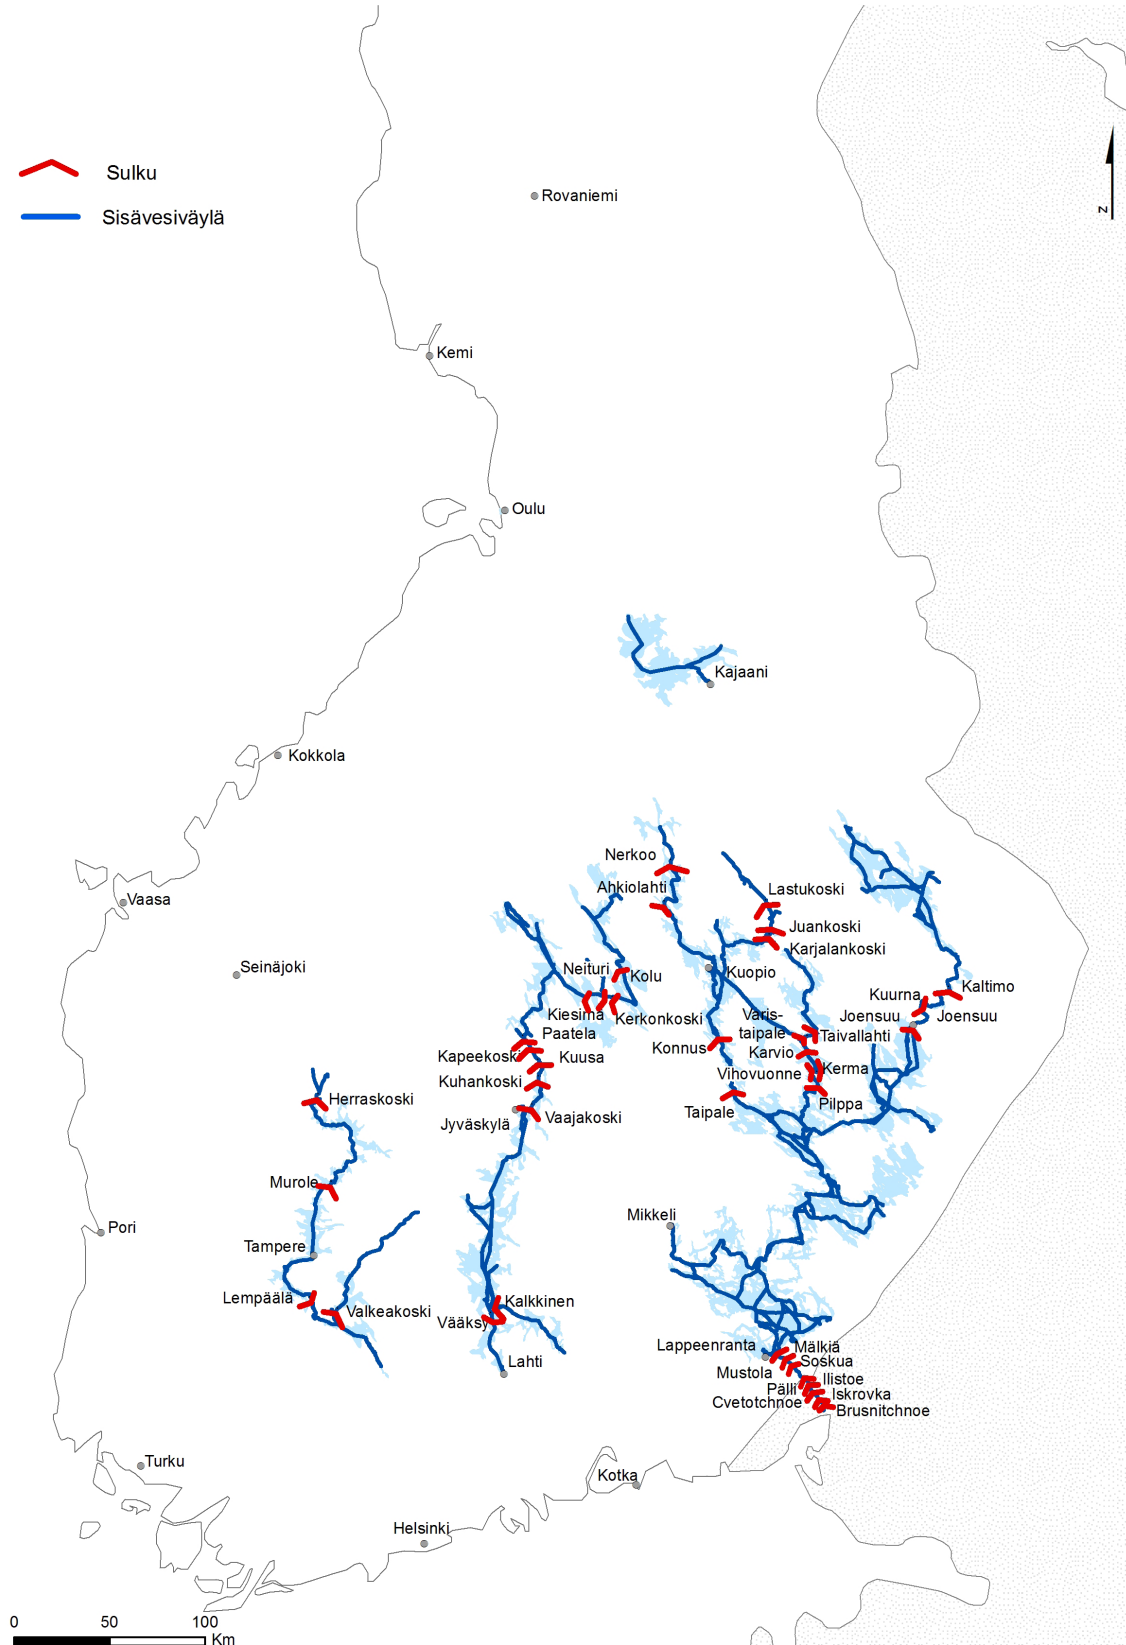 Sulku
Sisävesiväylä
Rovaniemi
z
Kemi
Oulu
Kajaani
Kokkola
Nerkoo
Ahkiolahti
Lastukoski
Vaasa
Juankoski
Karjalankoski
Seinäjoki
Neituri
Kolu
Kuopio
Kaltimo
Kuurna
Kiesimä
Kerkonkoski
Varis-
taipale
Joensuu
Joensuu
Paatela
Taivallahti
Kapeekoski
Kuusa
Konnus
Karvio
Kerma
Kuhankoski
Vihovuonne
Herraskoski
Pilppa
Taipale
Jyväskylä
Vaajakoski
Murole
Mikkeli
Pori
Tampere
Lempäälä
Valkeakoski
Kalkkinen
Vääksy
Lahti
Lappeenranta
Mälkiä
Soskua
Mustola
Ilistoe
Pälli
Iskrovka
Cvetotchnoe
Brusnitchnoe
Turku
Kotka
Helsinki
0 50 100
Km